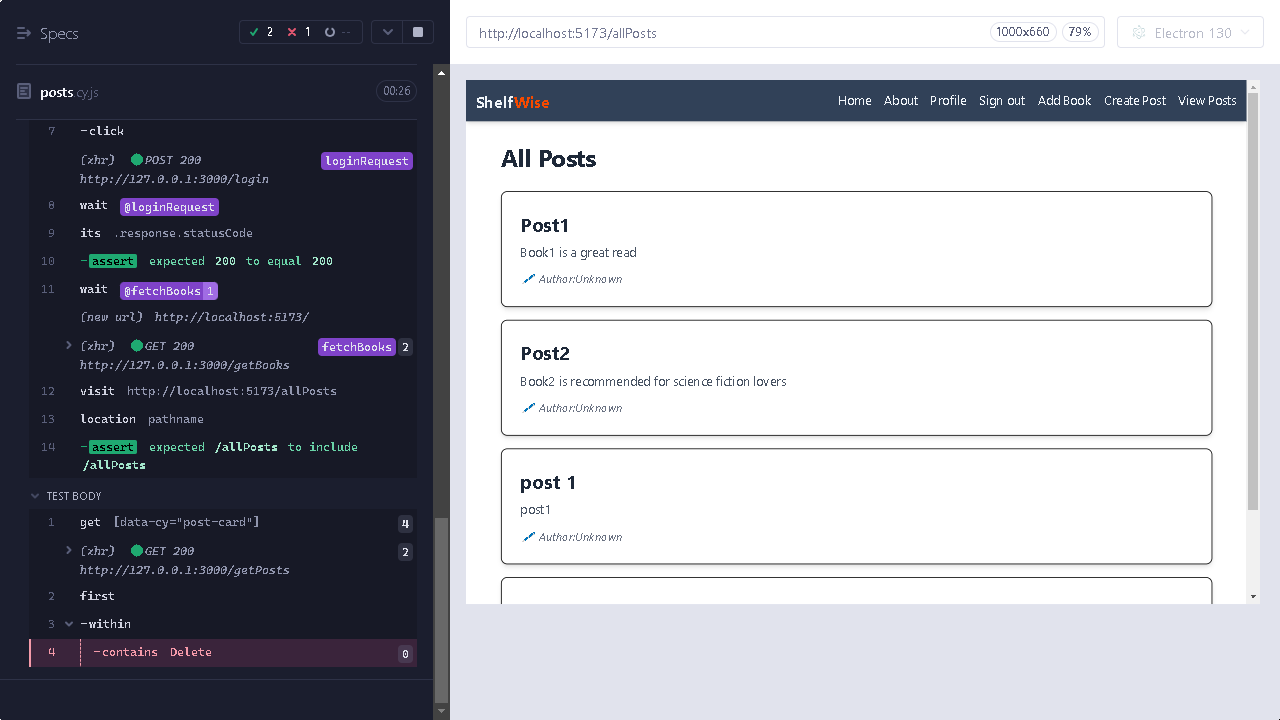 Specs
2 1 --
posts cy.js 00:26
7 -click
(xhr) POST 200 loginRequest
http://127.0.0.1:3000/login
8 wait @loginRequest
9 its .response.statusCode
10 -assert expected 200 to equal 200
11 wait @fetchBooks 1
(new url) http://localhost:5173/
(xhr) GET 200 fetchBooks 2
http://127.0.0.1:3000/getBooks
12 visit http://localhost:5173/allPosts
13 location pathname
14 -assert expected /allPosts to include
/allPosts
TEST BODY
1 get [data-cy="post-card"] 4
(xhr) GET 200 2
http://127.0.0.1:3000/getPosts
2 first
3 -within
4 -contains Delete 0
http://localhost:5173/allPosts 1000x660 79% Electron 130
ShelfWise Home About Profile Sign out Add Book Create Post View Posts
All Posts
Post1
Book1 is a great read
Author:Unknown
Post2
Book2 is recommended for science fiction lovers
Author:Unknown
post 1
post1
Author:Unknown